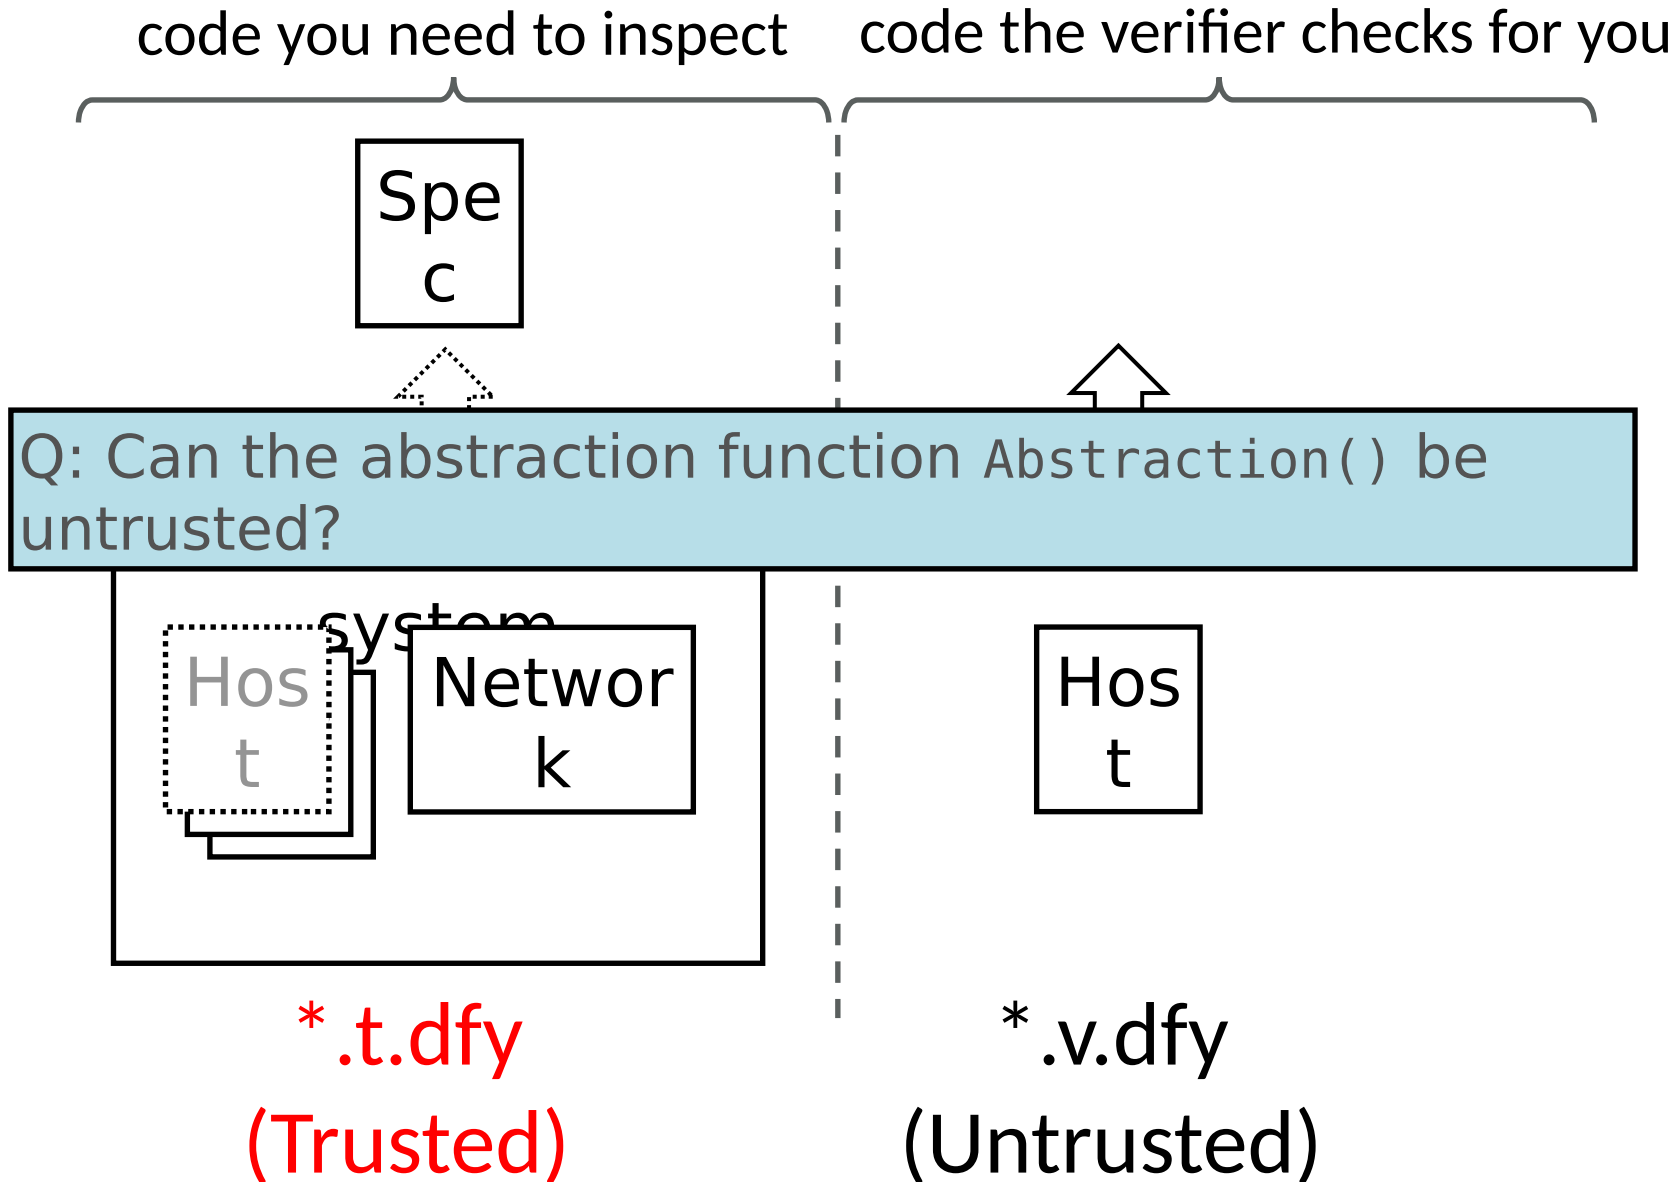 code you need to inspect
code the verifier checks for you
Spe
c
Q: Can the abstraction function Abstraction() be
untrusted?
system
Hos
t
Networ
k
Hos
t
*.t.dfy
(Trusted)
*.v.dfy
(Untrusted)